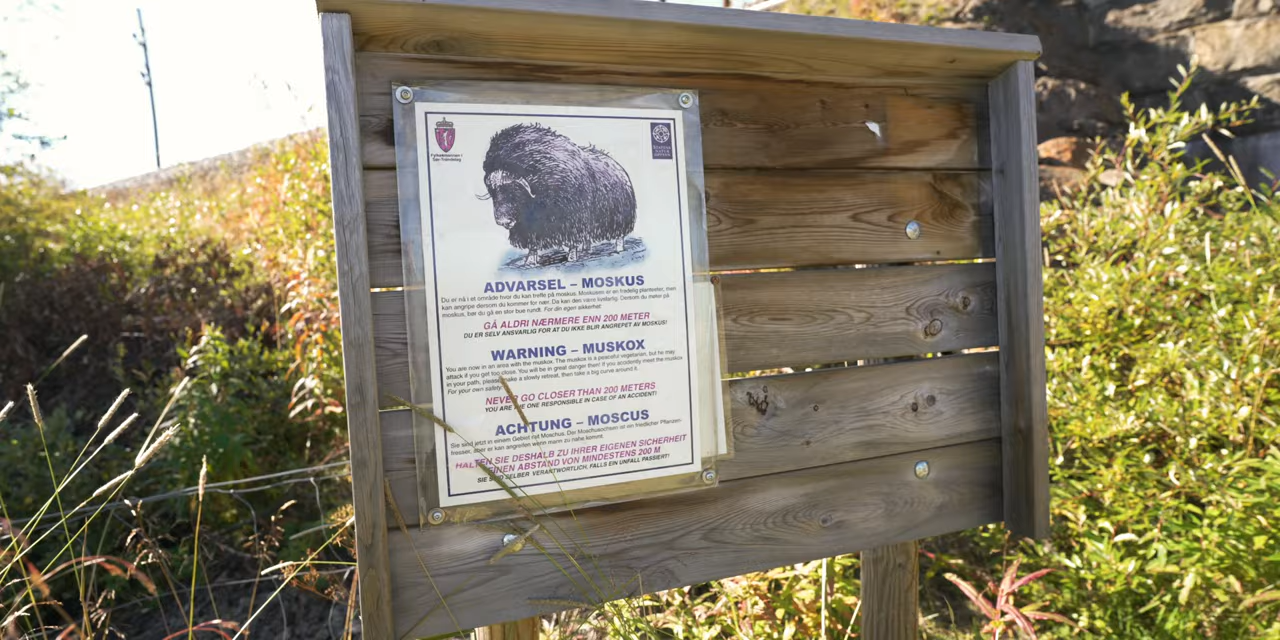 Fylkesmannen i
Sør-Trøndelag
STATENS
NATUR
OPPSYN
ADVARSEL – MOSKUS
Du er nå i et område hvor du kan treffe på moskus. Moskusen er en fredelig planteeter, men
kan angripe dersom du kommer for nær. Da kan den være livsfarlig. Dersom du møter på
moskus, bør du gå en stor bue rundt. For din egen sikkerhet:
GÅ ALDRI NÆRMERE ENN 200 METER
DU ER SELV ANSVARLIG FOR AT DU IKKE BLIR ANGREPET AV MOSKUS!
WARNING – MUSKOX
You are now in an area with the muskox. The muskox is a peaceful vegetarian, but he may
attack if you get too close. You will be in great danger then! If you accidently meet the muskox
in your path, please make a slowly retreat, then take a big curve around it.
For your own safety
NEVER GO CLOSER THAN 200 METERS
YOU ARE THE ONE RESPONSIBLE IN CASE OF AN ACCIDENT!
ACHTUNG – MOSCUS
Sie sind jetzt in einem Gebiet mit Moschus. Der Moschusochsen ist ein friedlicher Pflanzen-
fresser, aber er kan angreifen wenn mann zu nahe kommt.
HALTEN SIE DESHALB ZU IHRER EIGENEN SICHERHEIT
EINEN ABSTAND VON MINDESTENS 200 M
SIE SIND SELBER VERANTWORTLICH, FALLS EIN UNFALL PASSIERT!